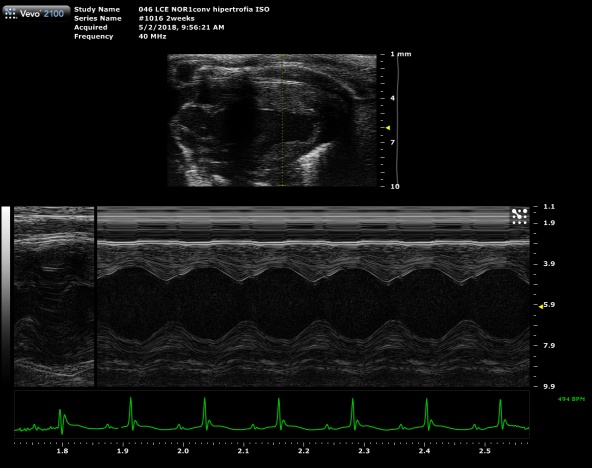 Vevo 2100
Study Name 046 LCE NOR1conv hipertrofia ISO
Series Name #1016 2weeks
Acquired 5/2/2018, 9:56:21 AM
Frequency 40 MHz
1 mm
4
7
10
1.1
1.9
3.9
5.9
7.9
9.9
494 BPM
1.8 1.9 2.0 2.1 2.2 2.3 2.4 2.5